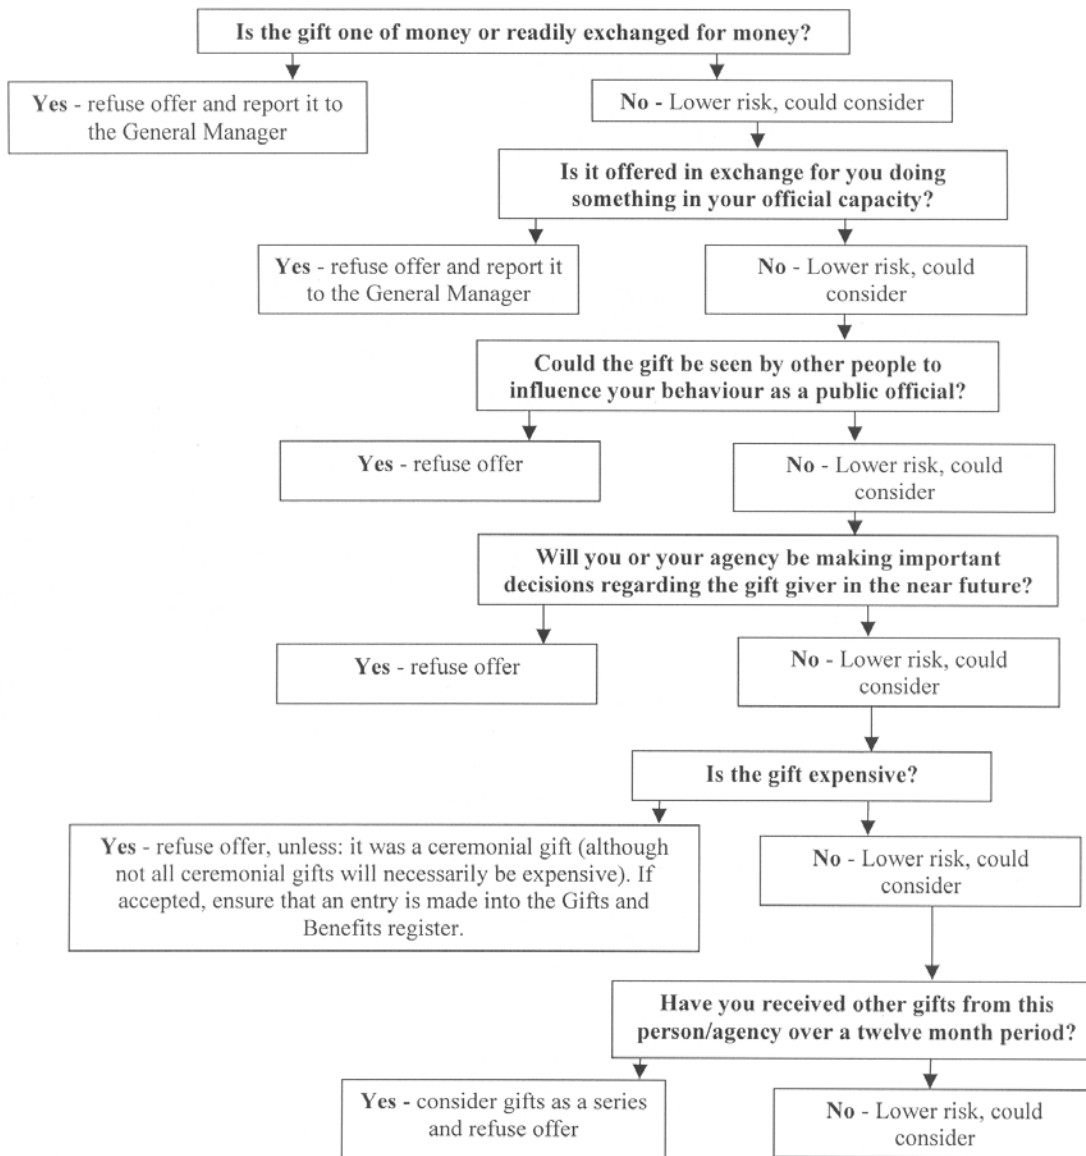 Is the gift one of money or readily exchanged for money?
Yes - refuse offer and report it to
the General Manager
No - Lower risk, could consider
Is it offered in exchange for you doing
something in your official capacity?
Yes - refuse offer and report it
to the General Manager
No - Lower risk, could
consider
Could the gift be seen by other people to
influence your behaviour as a public official?
Yes - refuse offer
No - Lower risk, could
consider
Will you or your agency be making important
decisions regarding the gift giver in the near future?
Yes - refuse offer
No - Lower risk, could
consider
Is the gift expensive?
Yes - refuse offer, unless: it was a ceremonial gift (although
not all ceremonial gifts will necessarily be expensive). If
accepted, ensure that an entry is made into the Gifts and
Benefits register.
No - Lower risk, could
consider
Have you received other gifts from this
person/agency over a twelve month period?
Yes - consider gifts as a series
and refuse offer
No - Lower risk, could
consider